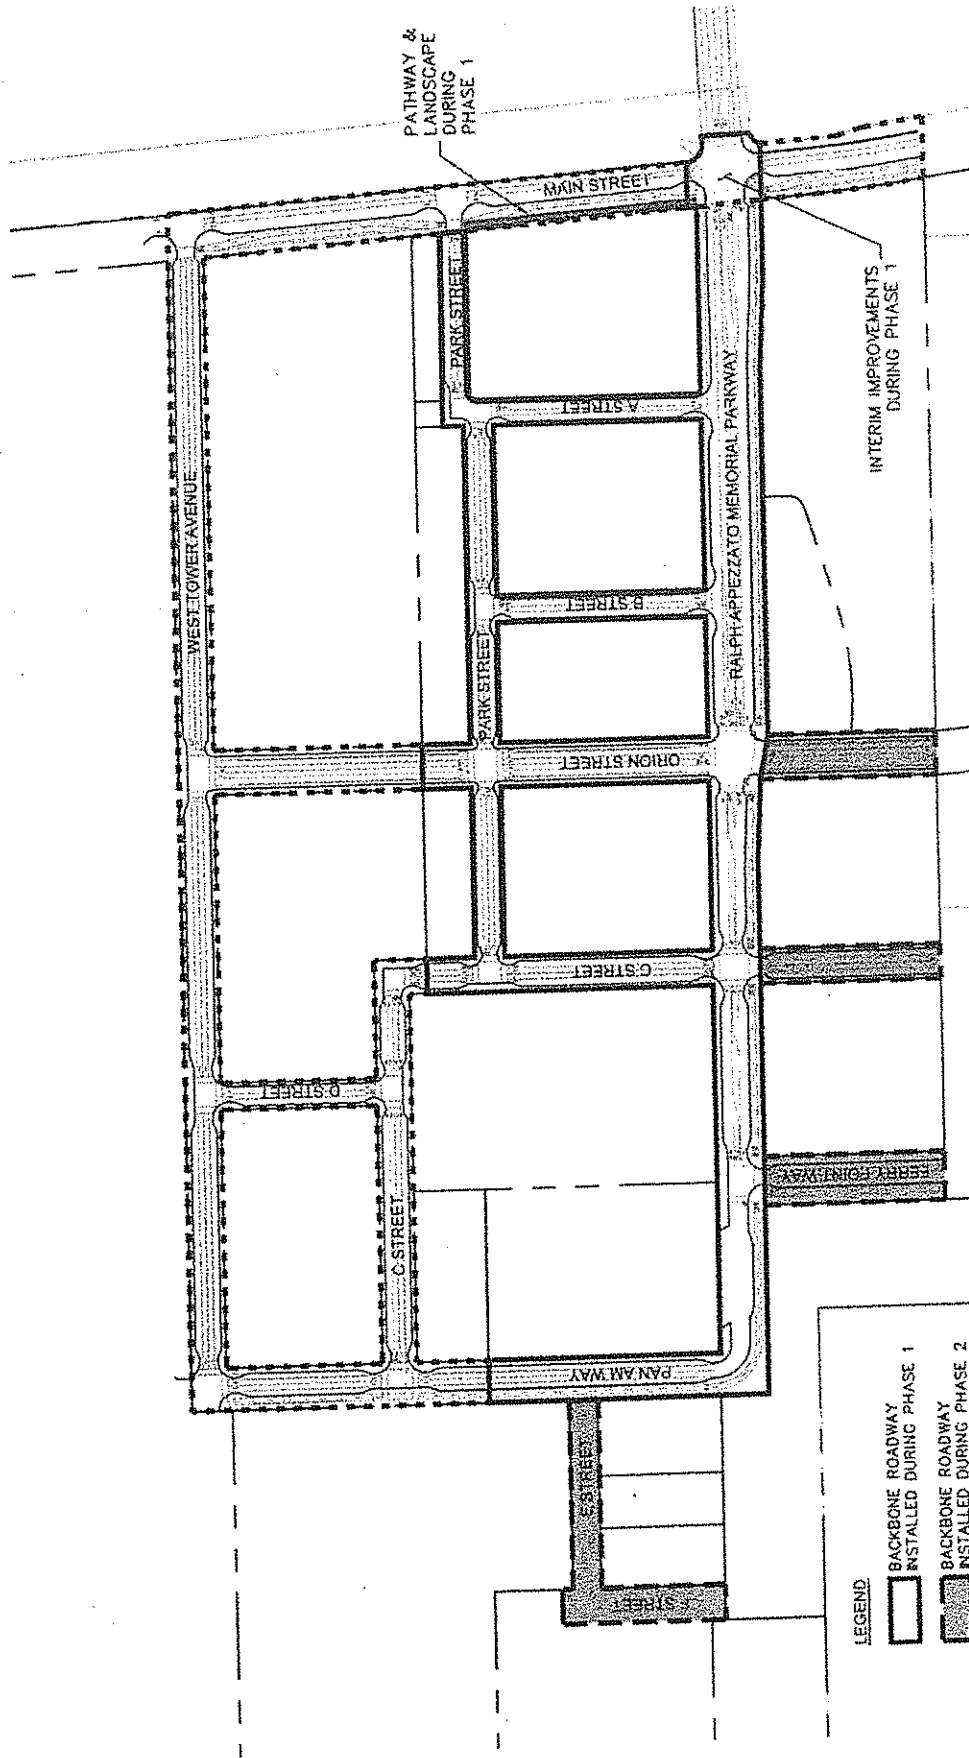 PATHWAY &
LANDSCAPE
DURING
PHASE 1
MAIN STREET
PARK STREET
WEST TOWER AVENUE
A STREET
RALPH APPEZZATO MEMORIAL PARKWAY
INTERIM IMPROVEMENTS
DURING PHASE 1
B STREET
PARK STREET
ORION STREET
C STREET
D STREET
C STREET
FERRY POINT WAY
PAN AM WAY
E STREET
STREET
LEGEND
BACKBONE ROADWAY
INSTALLED DURING PHASE 1
BACKBONE ROADWAY
INSTALLED DURING PHASE 2